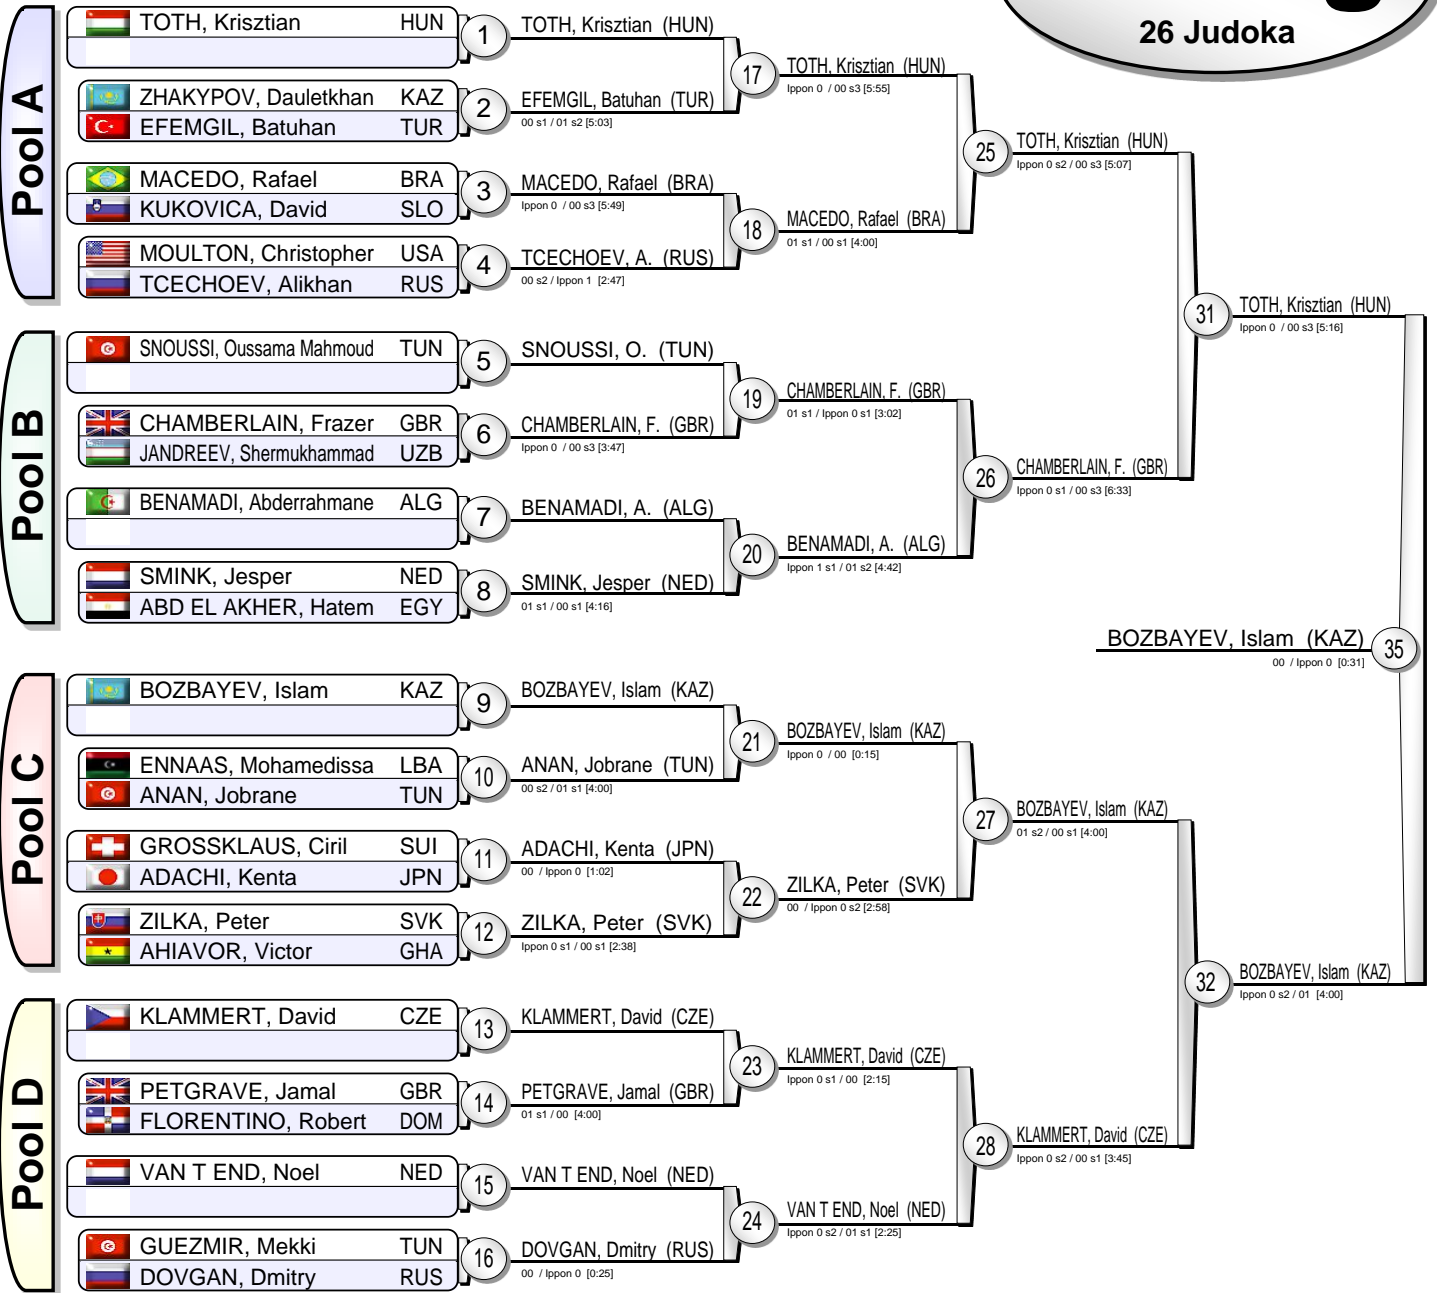 26 Judoka
Pool A
TOTH, Krisztian HUN
1
TOTH, Krisztian (HUN)
ZHAKYPOV, Dauletkhan KAZ
EFEMGIL, Batuhan TUR
2
EFEMGIL, Batuhan (TUR)
00 s1 / 01 s2 [5:03]
17
TOTH, Krisztian (HUN)
Ippon 0 / 00 s3 [5:55]
MACEDO, Rafael BRA
KUKOVICA, David SLO
3
MACEDO, Rafael (BRA)
Ippon 0 / 00 s3 [5:49]
MOULTON, Christopher USA
TCECHOEV, Alikhan RUS
4
TCECHOEV, A. (RUS)
00 s2 / Ippon 1 [2:47]
18
MACEDO, Rafael (BRA)
01 s1 / 00 s1 [4:00]
25
TOTH, Krisztian (HUN)
Ippon 0 s2 / 00 s3 [5:07]
Pool B
SNOUSSI, Oussama Mahmoud TUN
5
SNOUSSI, O. (TUN)
CHAMBERLAIN, Frazer GBR
JANDREEV, Shermukhammad UZB
6
CHAMBERLAIN, F. (GBR)
Ippon 0 / 00 s3 [3:47]
19
CHAMBERLAIN, F. (GBR)
01 s1 / Ippon 0 s1 [3:02]
BENAMADI, Abderrahmane ALG
7
BENAMADI, A. (ALG)
SMINK, Jesper NED
ABD EL AKHER, Hatem EGY
8
SMINK, Jesper (NED)
01 s1 / 00 s1 [4:16]
20
BENAMADI, A. (ALG)
Ippon 1 s1 / 01 s2 [4:42]
26
CHAMBERLAIN, F. (GBR)
Ippon 0 s1 / 00 s3 [6:33]
31
TOTH, Krisztian (HUN)
Ippon 0 / 00 s3 [5:16]
BOZBAYEV, Islam (KAZ)
00 / Ippon 0 [0:31]
35
Pool C
BOZBAYEV, Islam KAZ
9
BOZBAYEV, Islam (KAZ)
ENNAAS, Mohamedissa LBA
ANAN, Jobrane TUN
10
ANAN, Jobrane (TUN)
00 s2 / 01 s1 [4:00]
21
BOZBAYEV, Islam (KAZ)
Ippon 0 / 00 [0:15]
GROSSKLAUS, Ciril SUI
ADACHI, Kenta JPN
11
ADACHI, Kenta (JPN)
00 / Ippon 0 [1:02]
ZILKA, Peter SVK
AHIAVOR, Victor GHA
12
ZILKA, Peter (SVK)
Ippon 0 s1 / 00 s1 [2:38]
22
ZILKA, Peter (SVK)
00 / Ippon 0 s2 [2:58]
27
BOZBAYEV, Islam (KAZ)
01 s2 / 00 s1 [4:00]
Pool D
KLAMMERT, David CZE
13
KLAMMERT, David (CZE)
PETGRAVE, Jamal GBR
FLORENTINO, Robert DOM
14
PETGRAVE, Jamal (GBR)
01 s1 / 00 [4:00]
23
KLAMMERT, David (CZE)
Ippon 0 s1 / 00 [2:15]
VAN T END, Noel NED
15
VAN T END, Noel (NED)
GUEZMIR, Mekki TUN
DOVGAN, Dmitry RUS
16
DOVGAN, Dmitry (RUS)
00 / Ippon 0 [0:25]
24
VAN T END, Noel (NED)
Ippon 0 s2 / 01 s1 [2:25]
28
KLAMMERT, David (CZE)
Ippon 0 s2 / 00 s1 [3:45]
32
BOZBAYEV, Islam (KAZ)
Ippon 0 s2 / 01 [4:00]